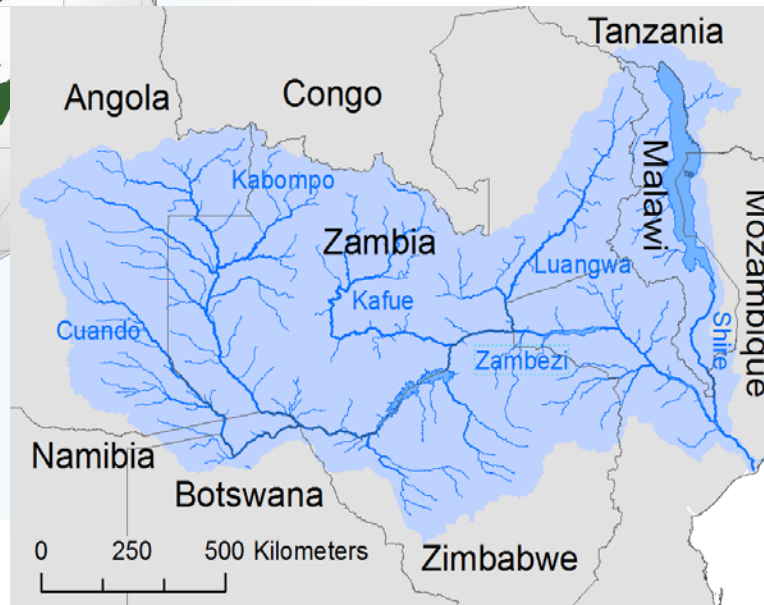 Tanzania
Angola
Congo
Kabompo
Malawi
Mozambique
Zambia
Luangwa
Kafue
Cuando
Shire
Zambezi
Namibia
Botswana
Zimbabwe
0 250 500 Kilometers